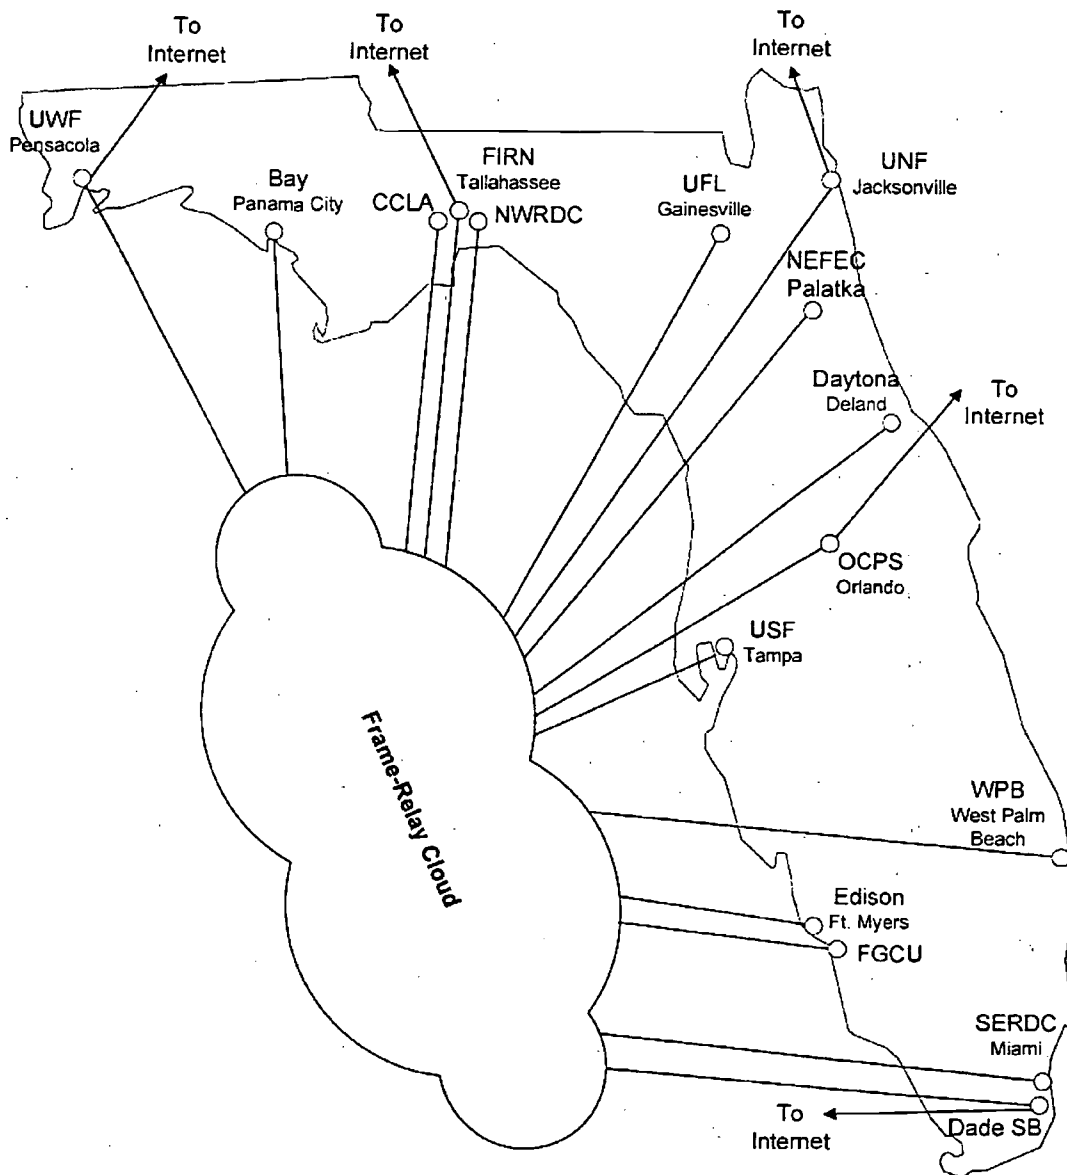 To
Internet
To
Internet
To
Internet
UWF
Pensacola
Bay
Panama City
CCLA
FIRN
Tallahassee
NWRDC
UFL
Gainesville
UNF
Jacksonville
NEFEC
Palatka
Daytona
Deland
To
Internet
OCPS
Orlando
USF
Tampa
Frame-Relay Cloud
WPB
West Palm
Beach
Edison
Ft. Myers
FGCU
SERDC
Miami
To
Internet
Dade SB